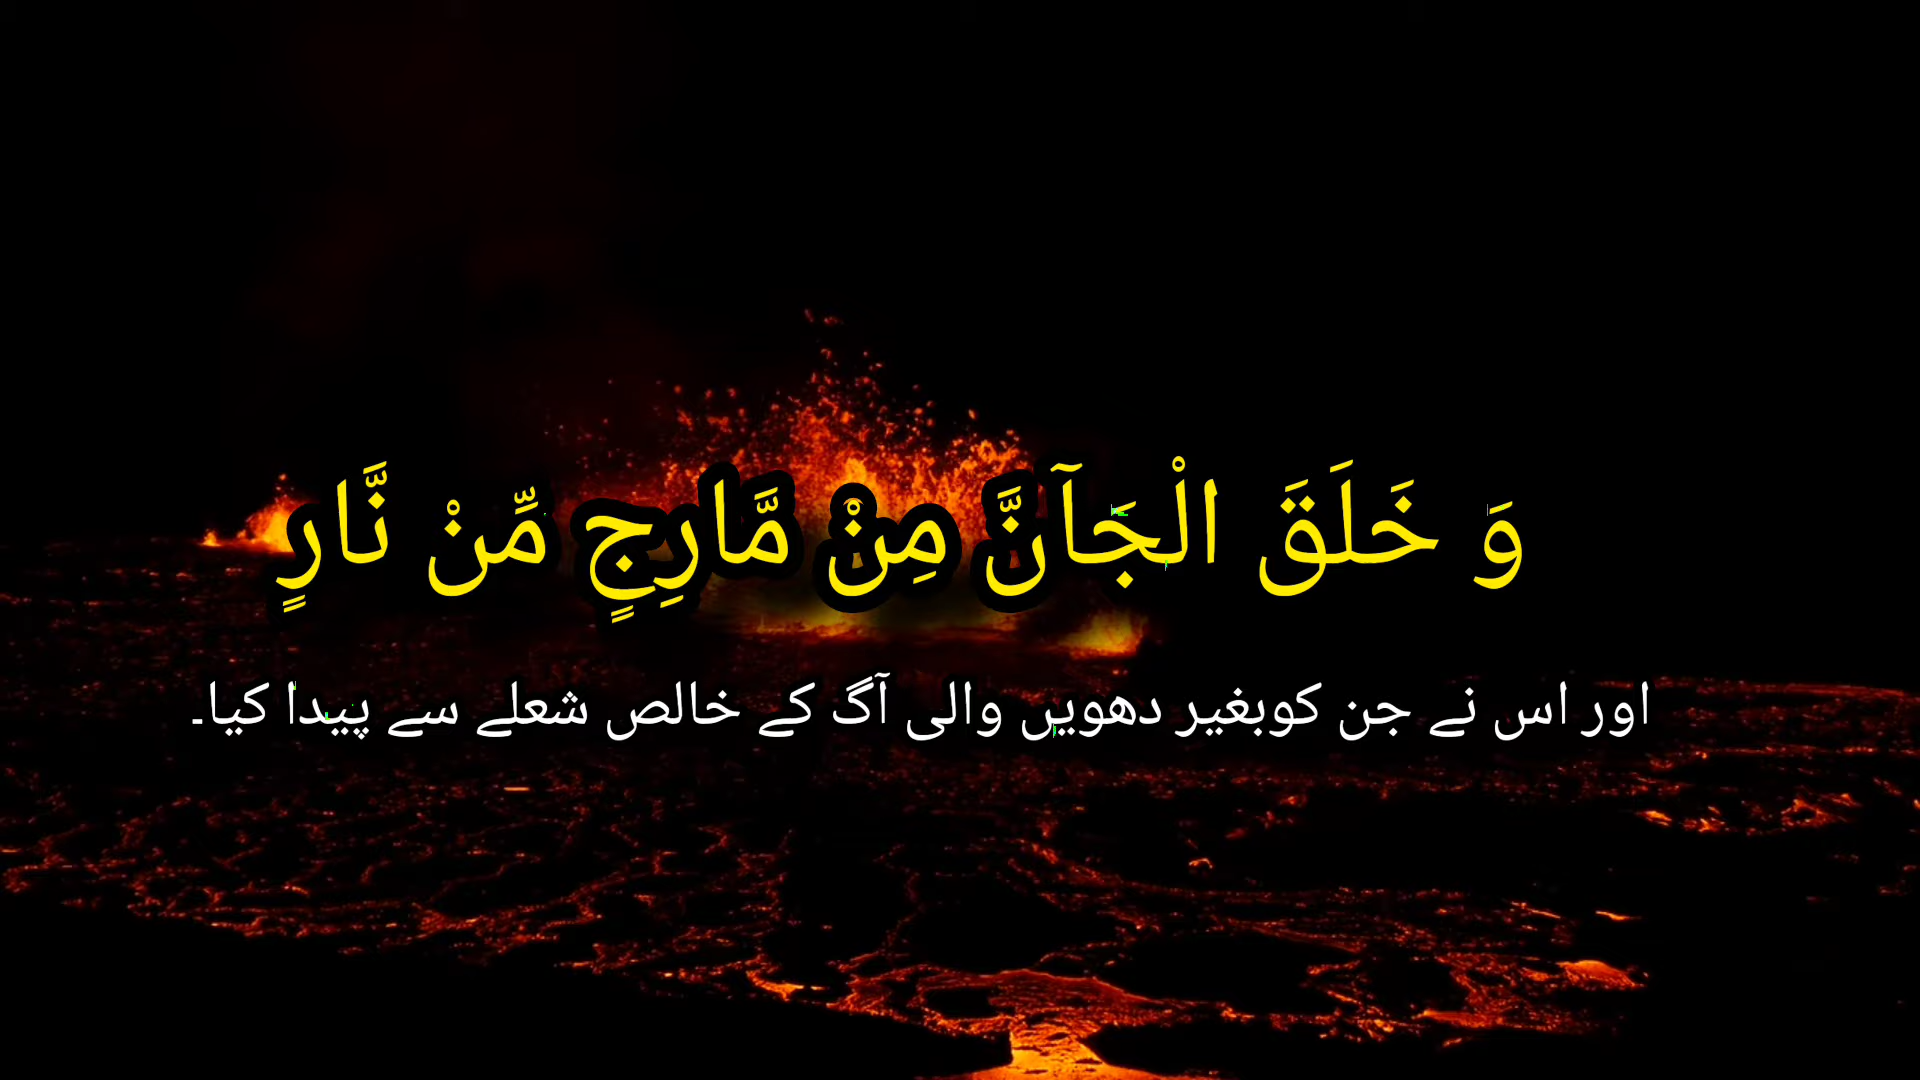 وَ خَلَقَ الْجَآنَّ مِنْ مَّارِجٍ مِّنْ نَّارٍ
اور اس نے جن کوبغیر دھویں والی آگ کے خالص شعلے سے پیدا کیا۔